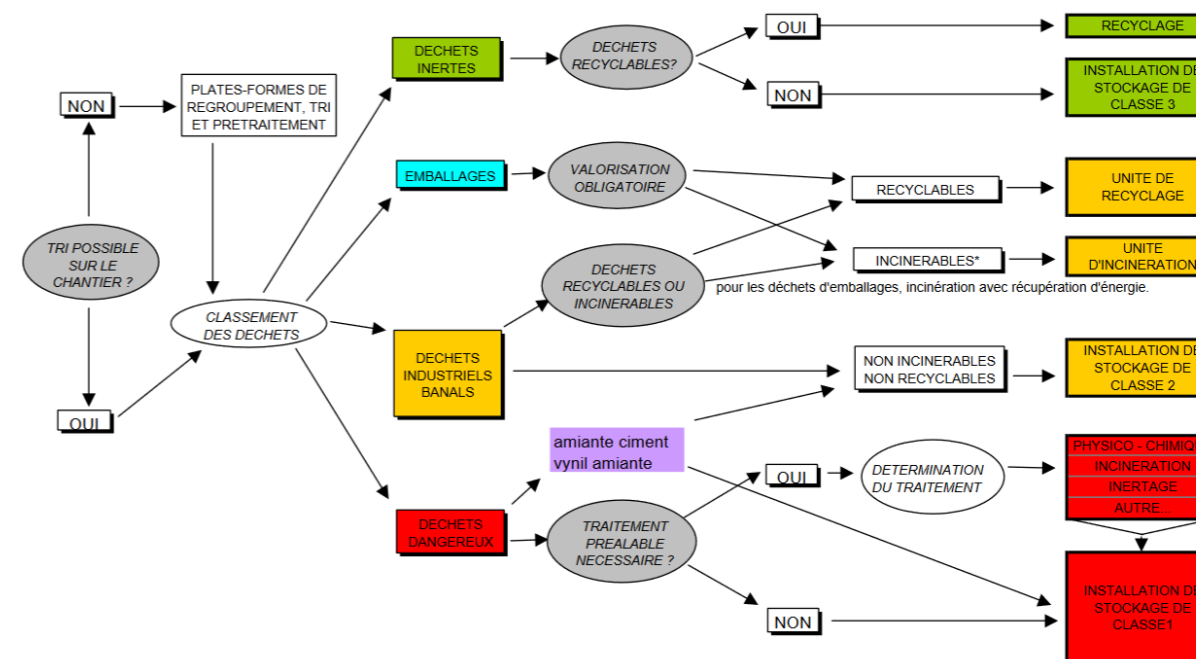 TRI POSSIBLE
SUR LE
CHANTIER ?
NON
OUI
PLATES-FORMES DE
REGROUPEMENT, TRI
ET PRETRAITEMENT
CLASSEMENT
DES DECHETS
DECHETS
INERTES
DECHETS
RECYCLABLES?
OUI
RECYCLAGE
NON
INSTALLATION DE
STOCKAGE DE
CLASSE 3
EMBALLAGES
VALORISATION
OBLIGATOIRE
RECYCLABLES
UNITE DE
RECYCLAGE
DECHETS
RECYCLABLES OU
INCINERABLES
INCINERABLES*
UNITE
D'INCINERATION
pour les déchets d'emballages, incinération avec récupération d'énergie.
DECHETS
INDUSTRIELS
BANALS
NON INCINERABLES
NON RECYCLABLES
INSTALLATION DE
STOCKAGE DE
CLASSE 2
amiante ciment
vynil amiante
DECHETS
DANGEREUX
TRAITEMENT
PREALABLE
NECESSAIRE ?
OUI
DETERMINATION
DU TRAITEMENT
PHYSICO - CHIMIQ
INCINERATION
INERTAGE
AUTRE...
NON
INSTALLATION DE
STOCKAGE DE
CLASSE1